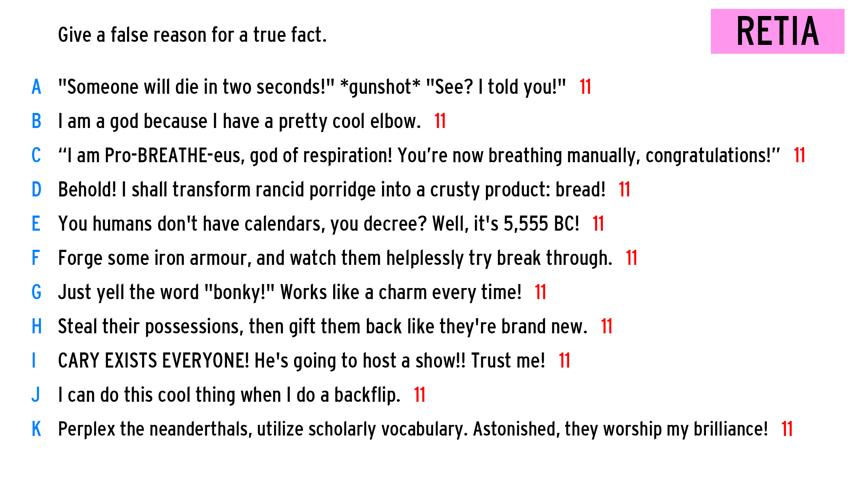 Give a false reason for a true fact.
RETIA
A "Someone will die in two seconds!" *gunshot* "See? I told you!" 11
B I am a god because I have a pretty cool elbow. 11
C “I am Pro-BREATHE-eus, god of respiration! You’re now breathing manually, congratulations!” 11
D Behold! I shall transform rancid porridge into a crusty product: bread! 11
E You humans don't have calendars, you decree? Well, it's 5,555 BC! 11
F Forge some iron armour, and watch them helplessly try break through. 11
G Just yell the word "bonky!" Works like a charm every time! 11
H Steal their possessions, then gift them back like they're brand new. 11
I CARY EXISTS EVERYONE! He's going to host a show!! Trust me! 11
J I can do this cool thing when I do a backflip. 11
K Perplex the neanderthals, utilize scholarly vocabulary. Astonished, they worship my brilliance! 11